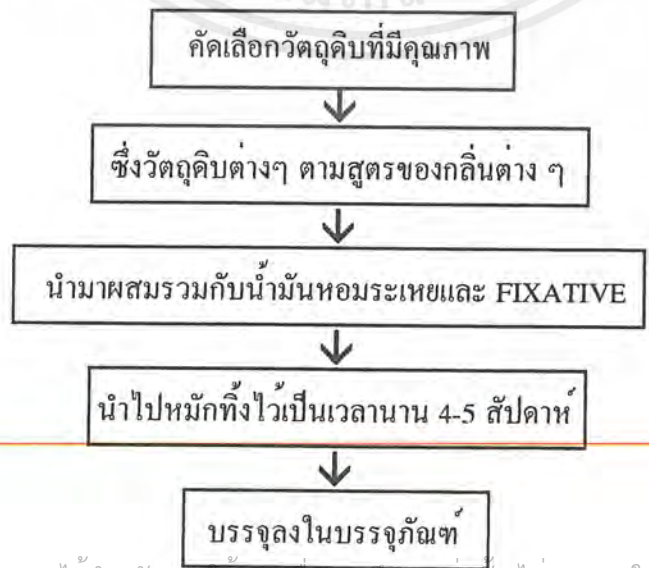 คัดเลือกวัตถุดิบที่มีคุณภาพ
ซึ่งวัตถุดิบต่างๆ ตามสูตรของกลิ่นต่าง ๆ
นำมาผสมรวมกับน้ำมันหอมระเหยและ FIXATIVE
นำไปหมักทิ้งไว้เป็นเวลานาน 4-5 สัปดาห์
บรรจุลงในบรรจุภัณฑ์